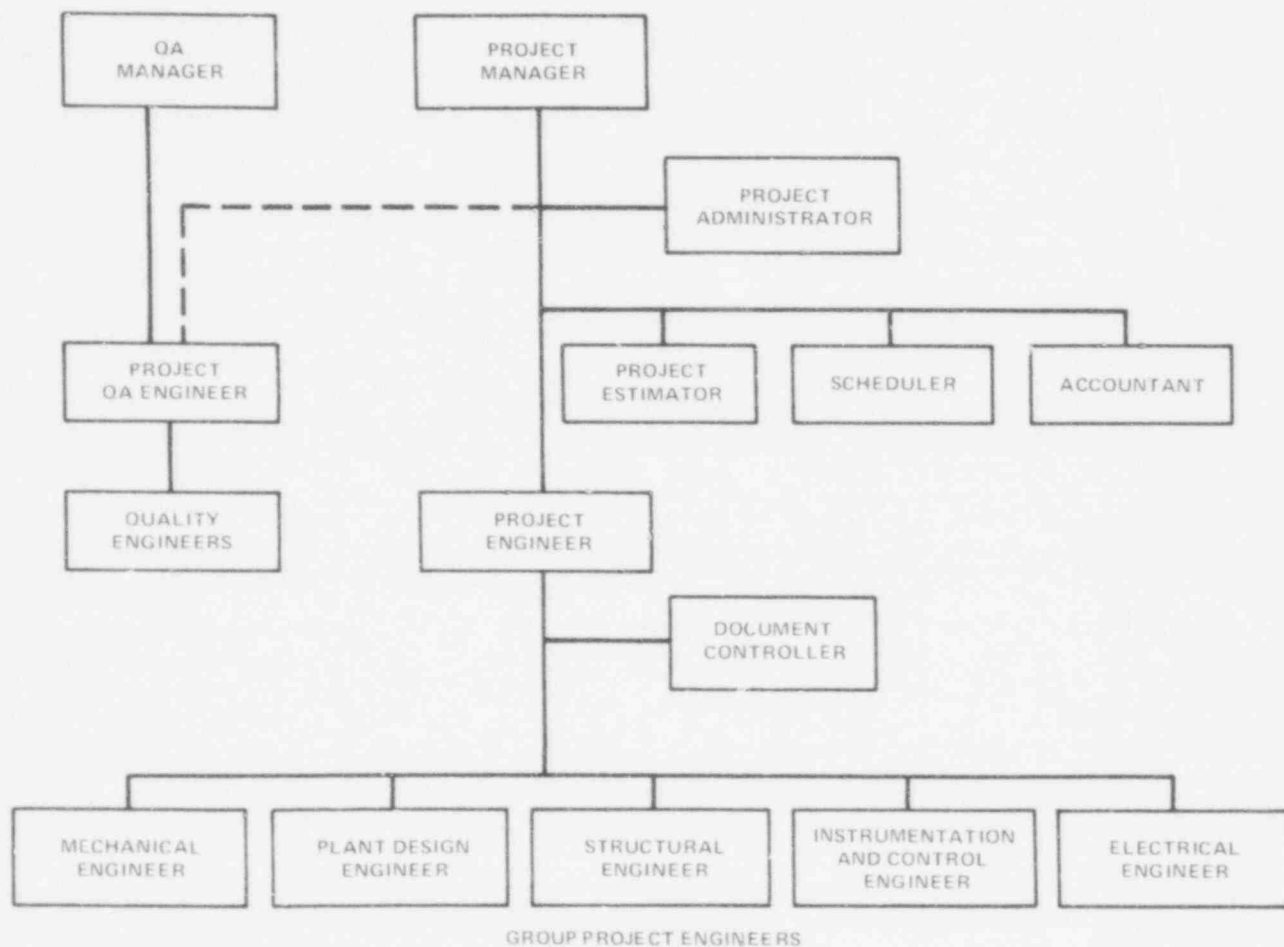 QA
MANAGER
PROJECT
MANAGER
PROJECT
ADMINISTRATOR
PROJECT
QA ENGINEER
PROJECT
ESTIMATOR
SCHEDULER
ACCOUNTANT
QUALITY
ENGINEERS
PROJECT
ENGINEER
DOCUMENT
CONTROLLER
MECHANICAL
ENGINEER
PLANT DESIGN
ENGINEER
STRUCTURAL
ENGINEER
INSTRUMENTATION
AND CONTROL
ENGINEER
ELECTRICAL
ENGINEER
GROUP PROJECT ENGINEERS